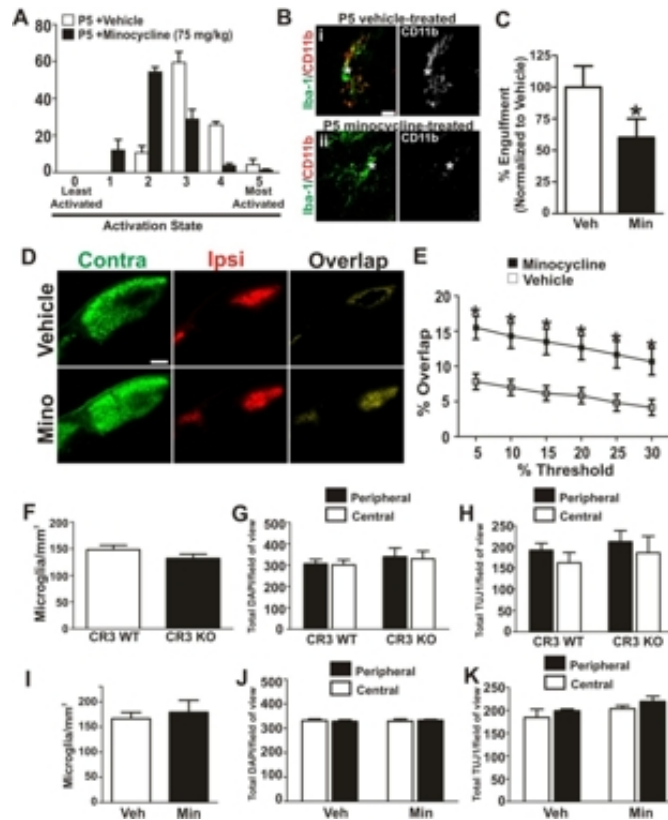 A
P5 +Vehicle
P5 +Minocycline (75 mg/kg)
80
60
40
20
0
0 1 2 3 4 5
Least Activated
Most Activated
Activation State
B
P5 vehicle-treated
i
Iba-1/CD11b
CD11b
*
*
P5 minocycline-treated
ii
Iba-1/CD11b
CD11b
*
*
C
% Engulfment
(Normalized to Vehicle)
125
100
75
50
25
0
*
Veh Min
D
Contra Ipsi Overlap
Vehicle
Mino
E
Minocycline
Vehicle
% Overlap
20
15
10
5
0
* * * * * *
5 10 15 20 25 30
% Threshold
F
Microglia/mm²
200
150
100
50
0
CR3 WT CR3 KO
G
Peripheral
Central
Total DAPI/field of view
500
400
300
200
100
0
CR3 WT CR3 KO
H
Peripheral
Central
Total TUJ1/field of view
250
200
150
100
50
0
CR3 WT CR3 KO
I
Microglia/mm²
200
150
100
50
0
Veh Min
J
Peripheral
Central
Total DAPI/field of view
500
400
300
200
100
0
Veh Min
K
Peripheral
Central
Total TUJ1/field of view
250
200
150
100
50
0
Veh Min